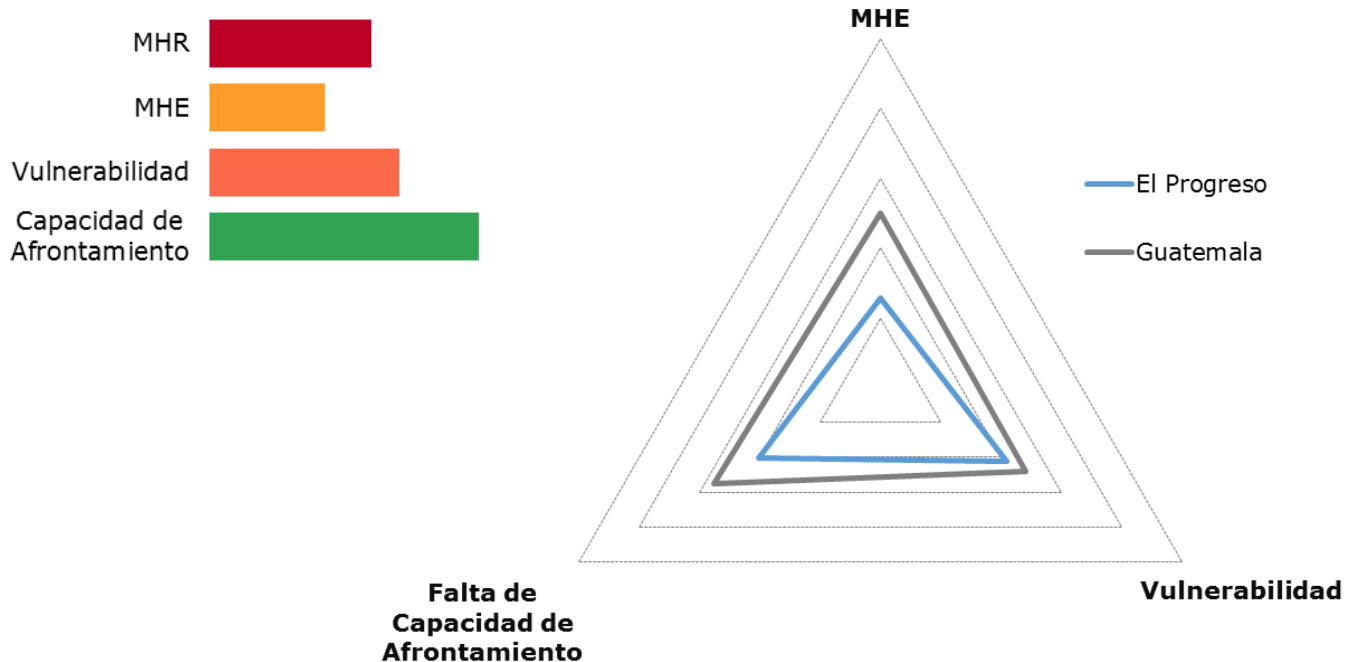 MHR
MHE
Vulnerabilidad
Capacidad de
Afrontamiento
MHE
El Progreso
Guatemala
Falta de
Capacidad de
Afrontamiento
Vulnerabilidad